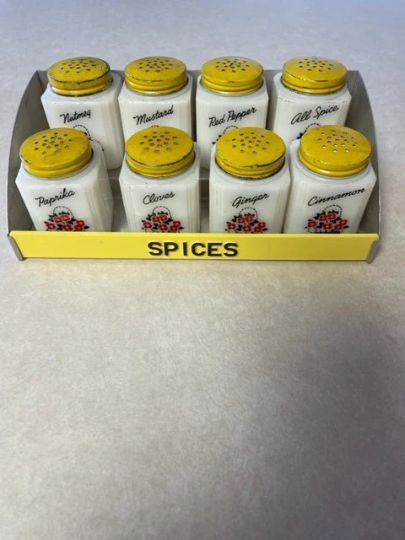 Nutmeg
Mustard
Red Pepper
All Spice
Paprika
Cloves
Ginger
Cinnamon
SPICES